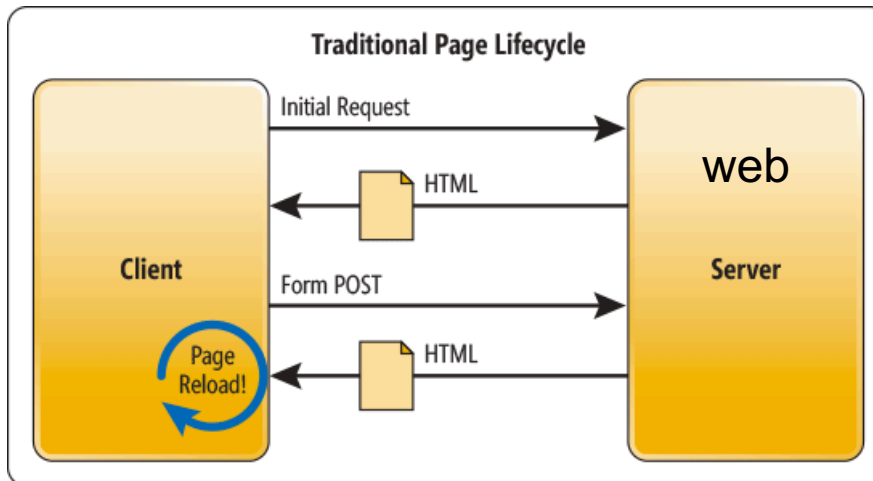 Traditional Page Lifecycle
Initial Request
web
HTML
Client
Server
Form POST
HTML
Page
Reload!